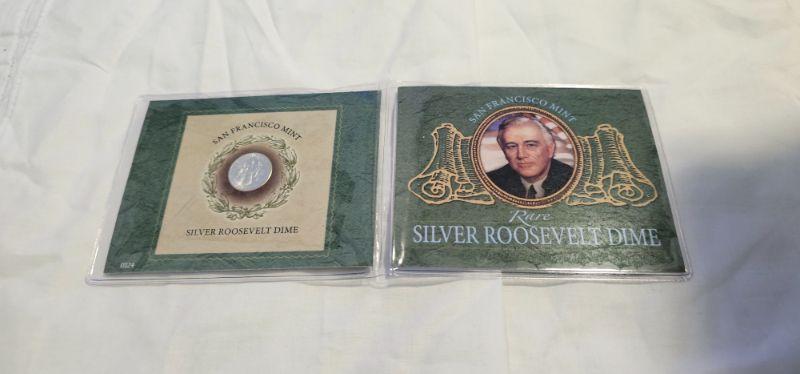 SAN FRANCISCO MINT
SILVER ROOSEVELT DIME
SAN FRANCISCO MINT
Rare
SILVER ROOSEVELT DIME